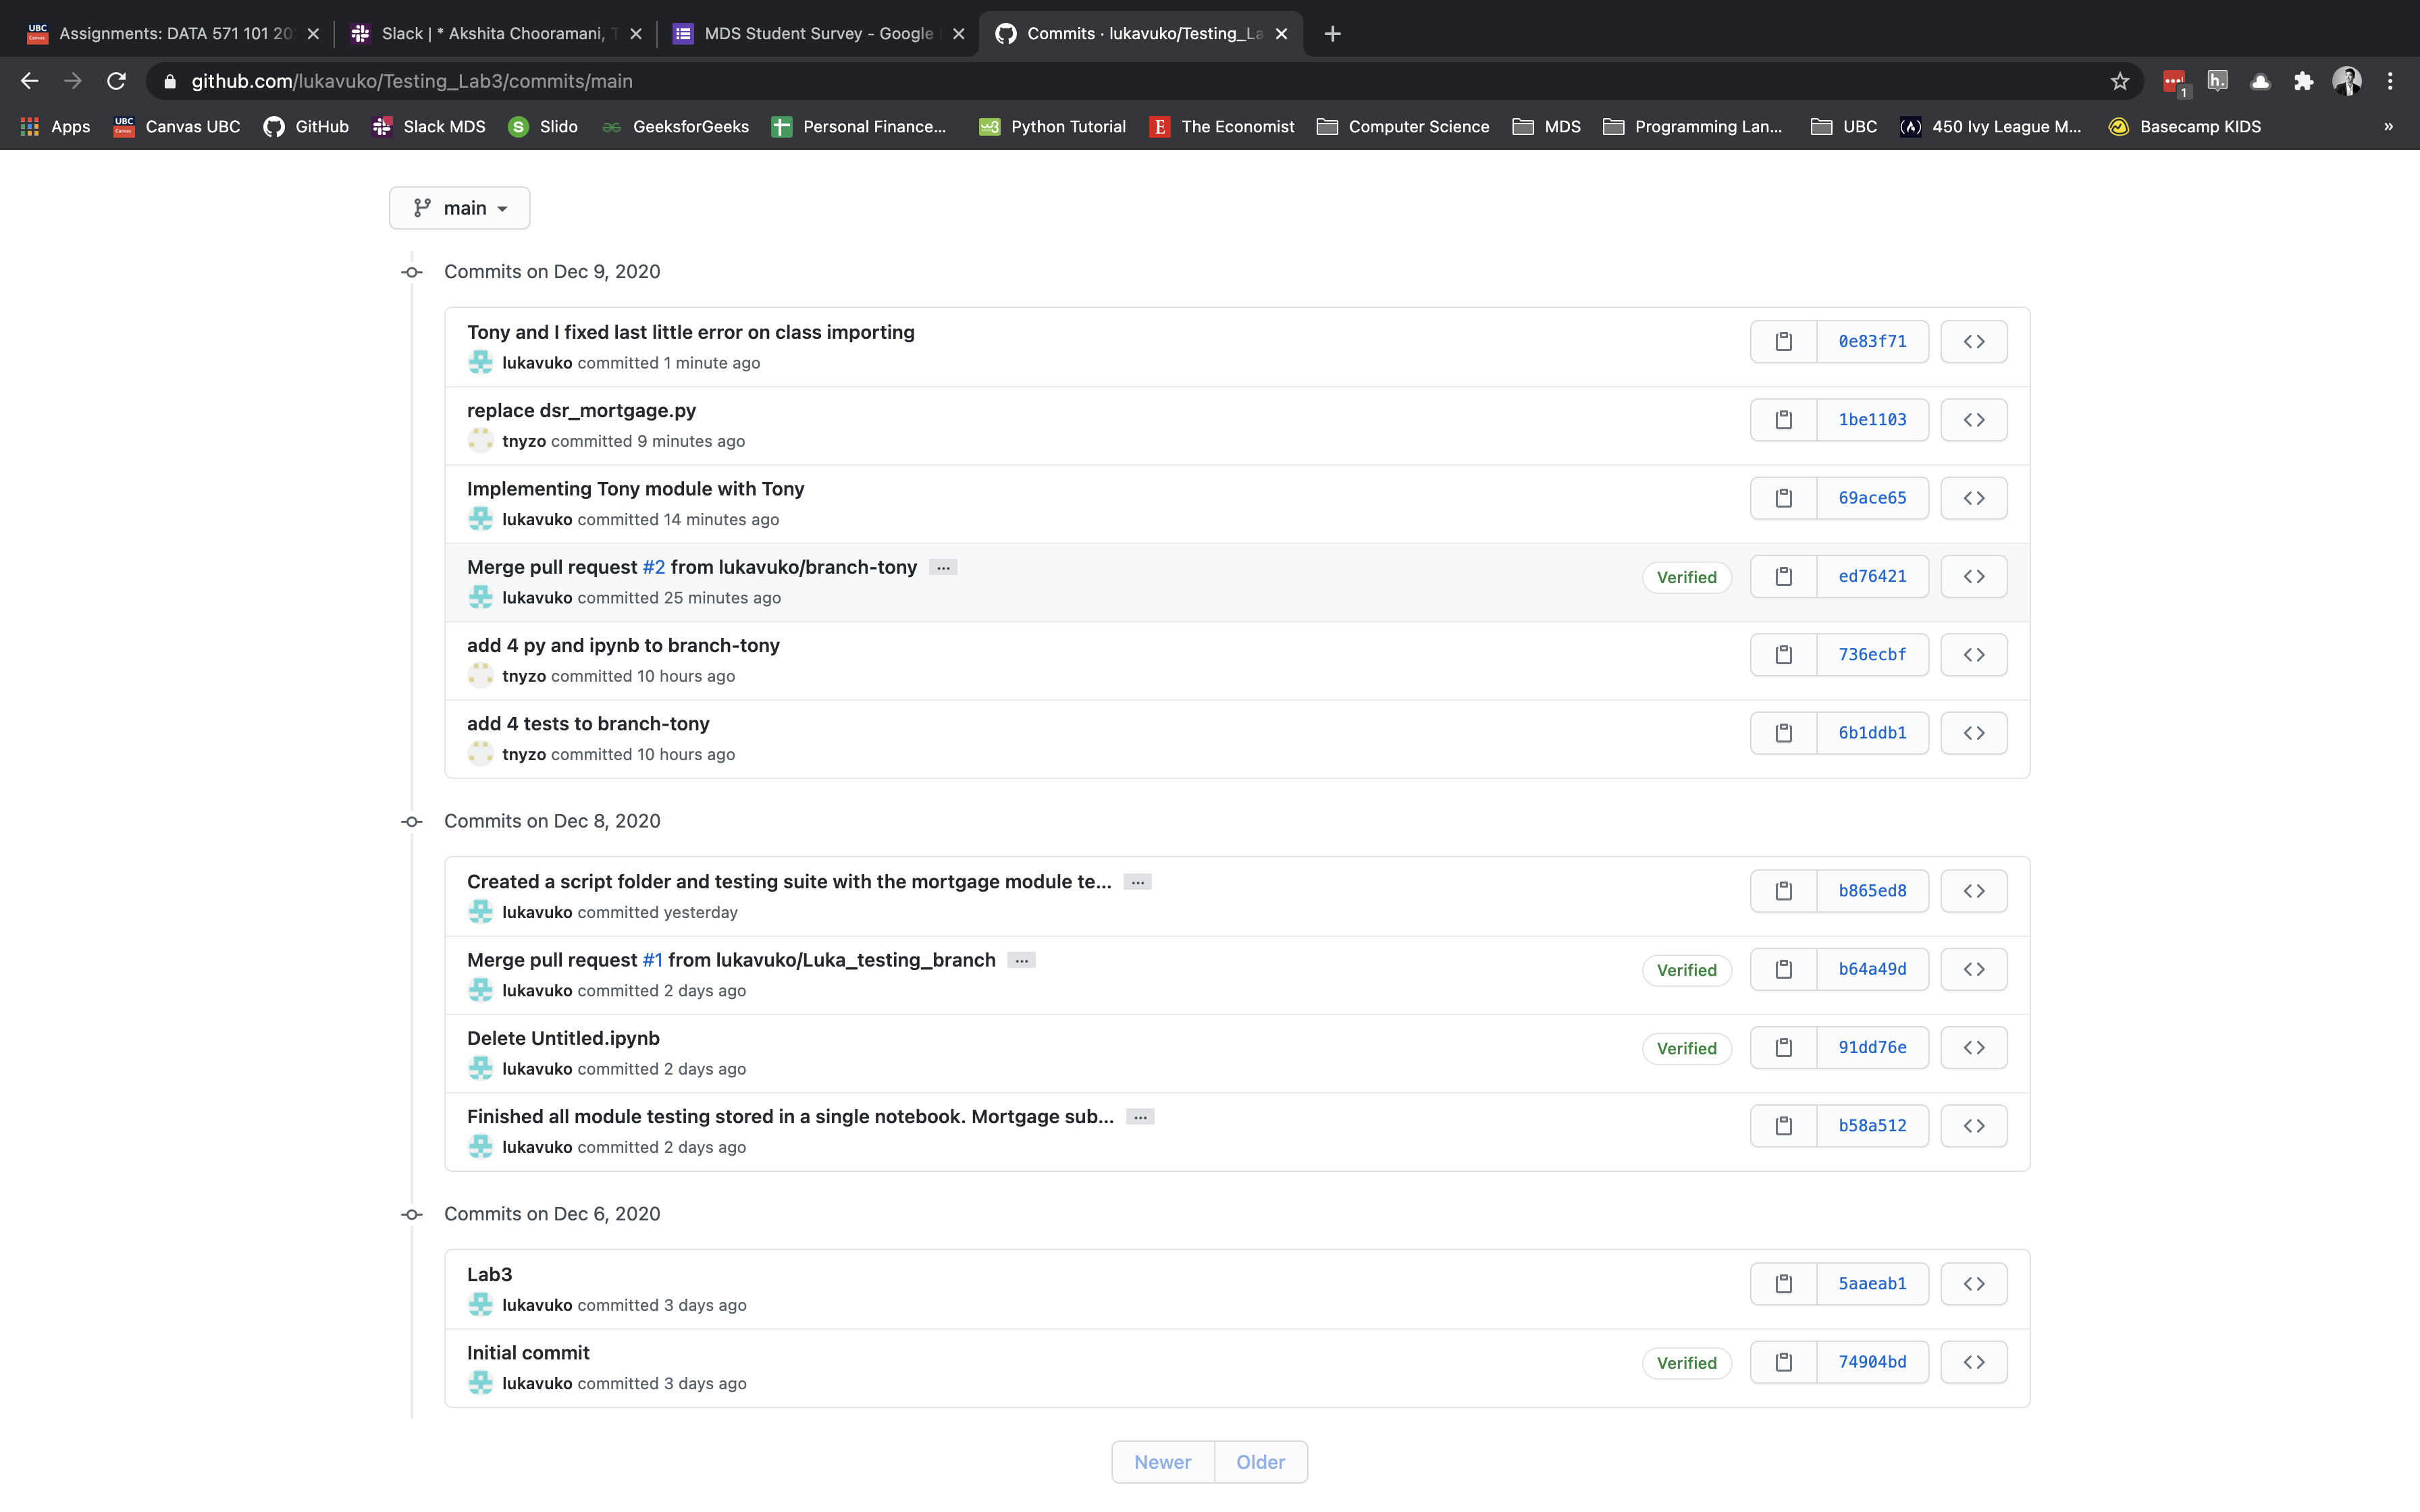 UBC Canvas Assignments: DATA 571 101 20
Slack | * Akshita Chooramani, T
MDS Student Survey - Google
Commits · lukavuko/Testing_La
github.com/lukavuko/Testing_Lab3/commits/main
1
h.
Apps
UBC Canvas Canvas UBC
GitHub
Slack MDS
S Slido
GeeksforGeeks
Personal Finance...
w3 Python Tutorial
E The Economist
Computer Science
MDS
Programming Lan...
UBC
450 Ivy League M...
Basecamp KIDS
»
main
Commits on Dec 9, 2020
Tony and I fixed last little error on class importing
lukavuko committed 1 minute ago
0e83f71
replace dsr_mortgage.py
tnyzo committed 9 minutes ago
1be1103
Implementing Tony module with Tony
lukavuko committed 14 minutes ago
69ace65
Merge pull request #2 from lukavuko/branch-tony ...
lukavuko committed 25 minutes ago
Verified
ed76421
add 4 py and ipynb to branch-tony
tnyzo committed 10 hours ago
736ecbf
add 4 tests to branch-tony
tnyzo committed 10 hours ago
6b1ddb1
Commits on Dec 8, 2020
Created a script folder and testing suite with the mortgage module te... ...
lukavuko committed yesterday
b865ed8
Merge pull request #1 from lukavuko/Luka_testing_branch ...
lukavuko committed 2 days ago
Verified
b64a49d
Delete Untitled.ipynb
lukavuko committed 2 days ago
Verified
91dd76e
Finished all module testing stored in a single notebook. Mortgage sub... ...
lukavuko committed 2 days ago
b58a512
Commits on Dec 6, 2020
Lab3
lukavuko committed 3 days ago
5aaeab1
Initial commit
lukavuko committed 3 days ago
Verified
74904bd
Newer
Older